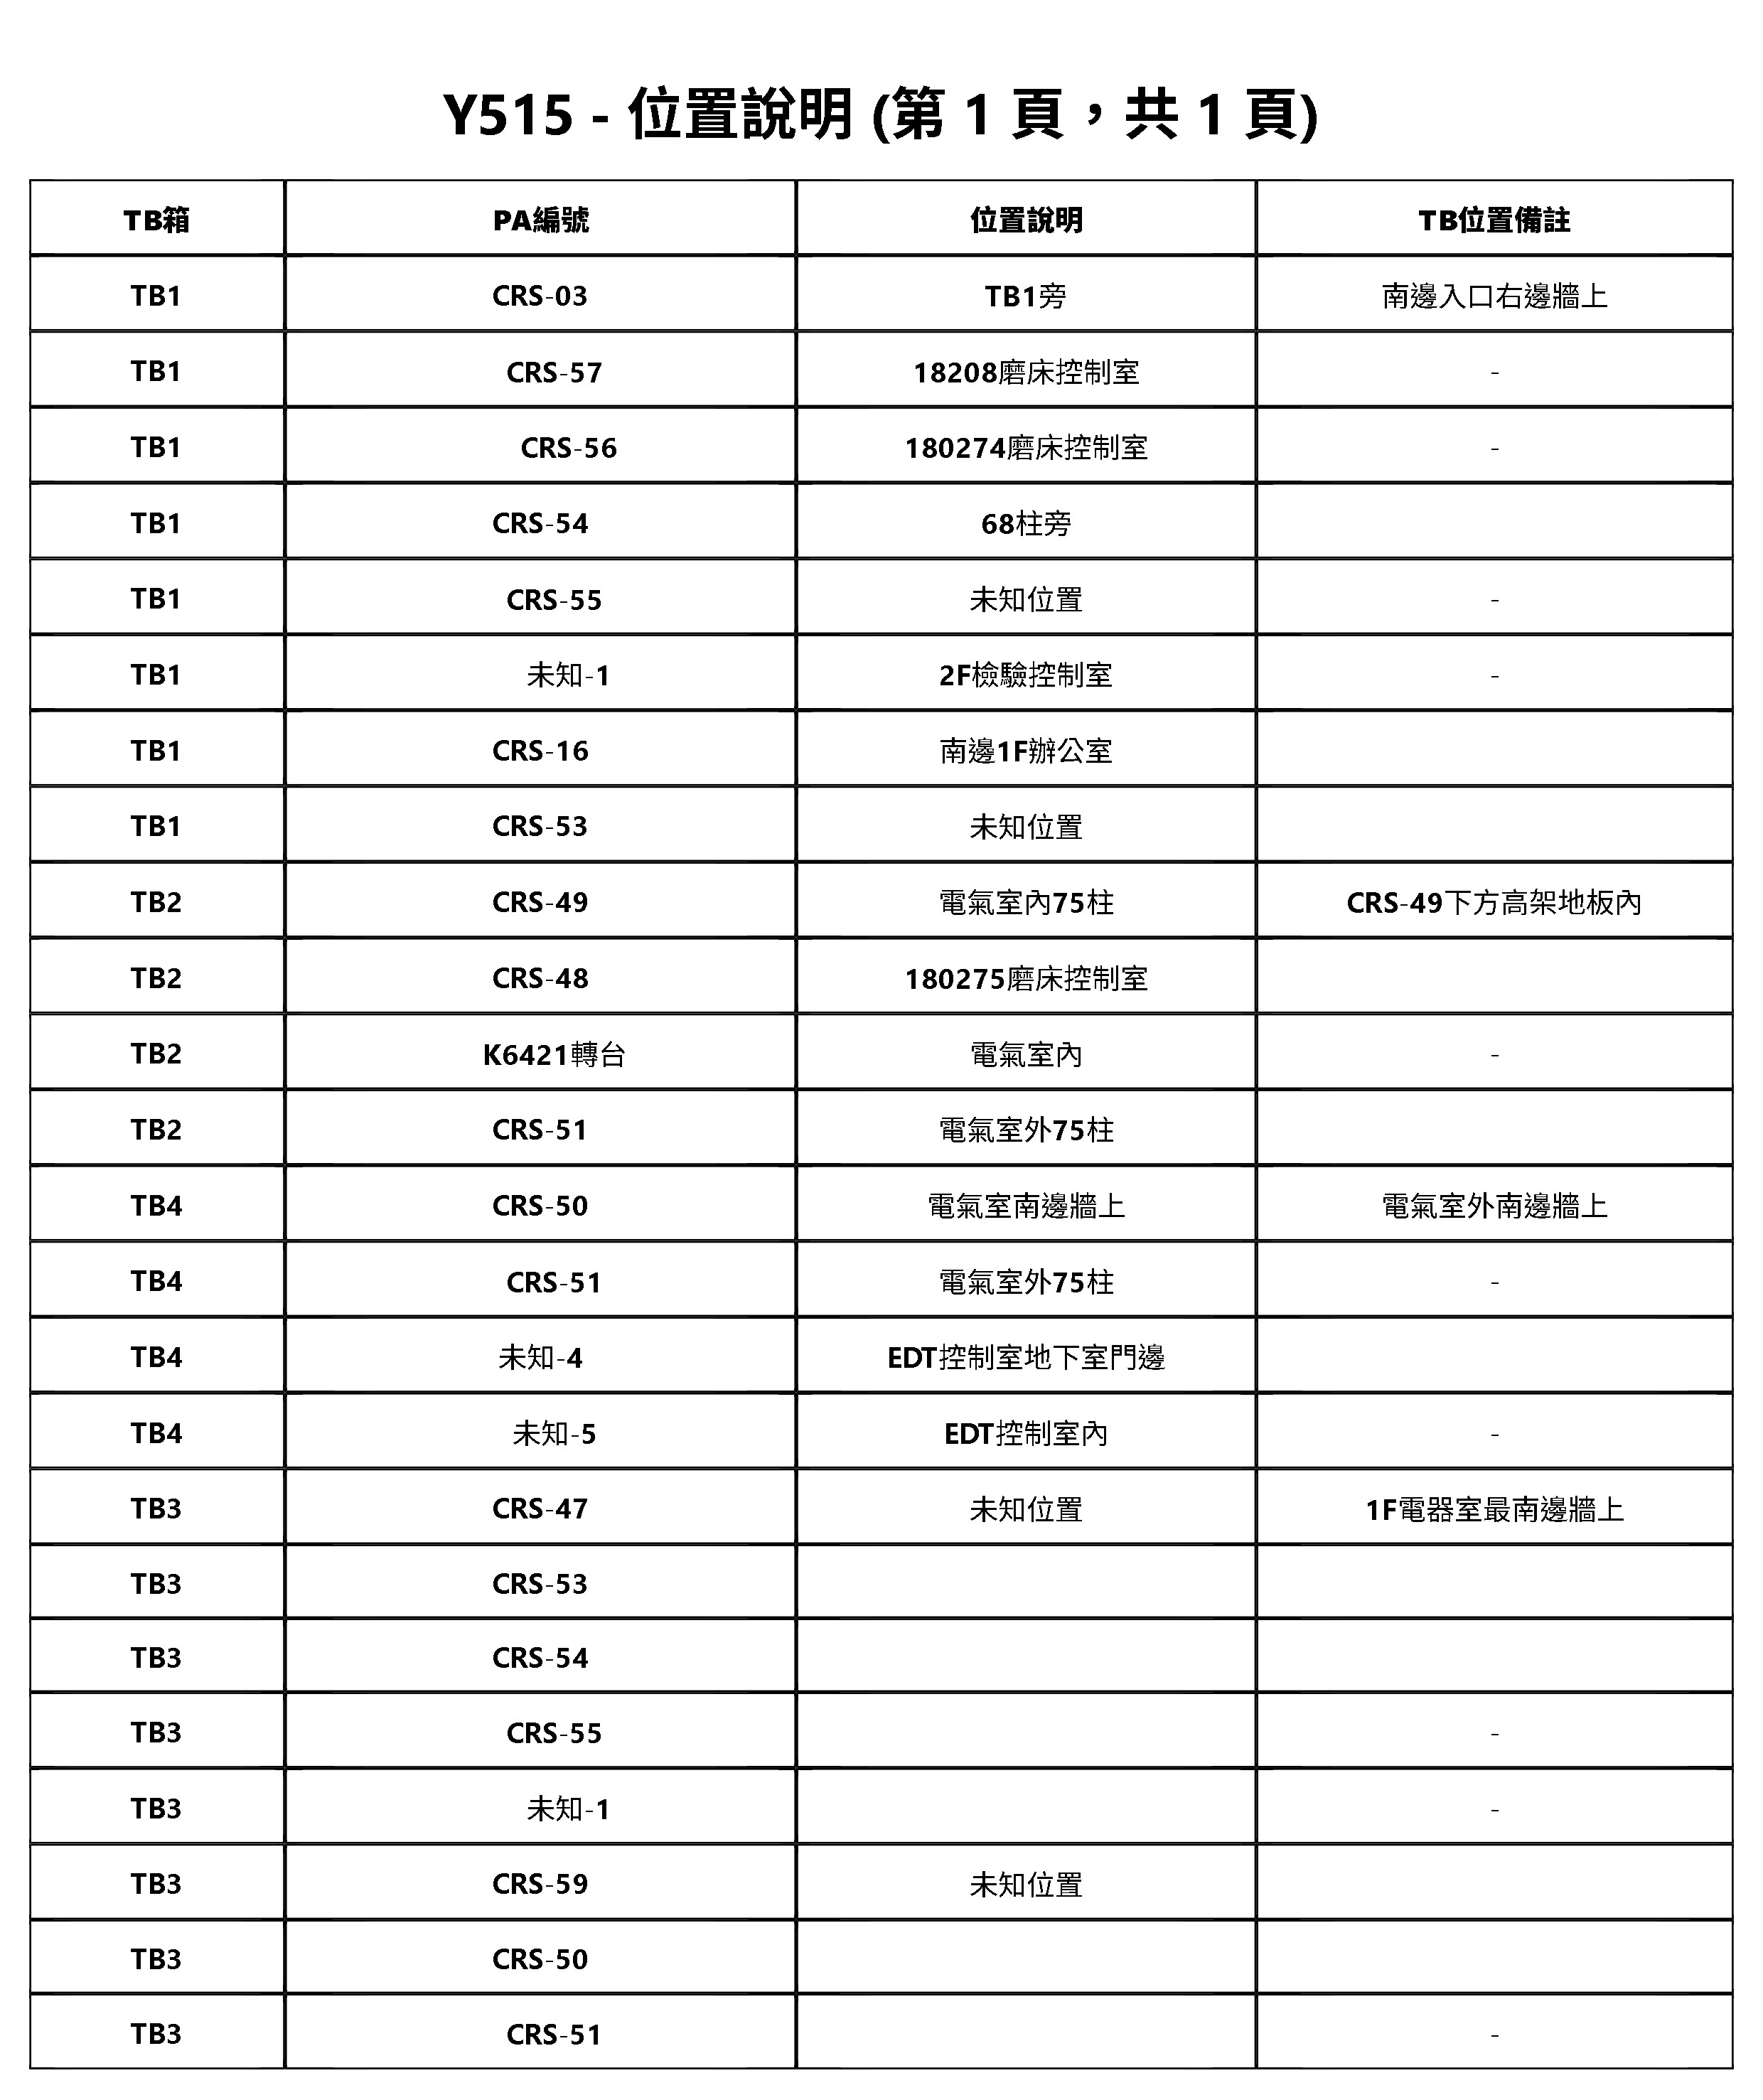 Y515 - 位置說明 (第 1 頁，共 1 頁)
TB箱 PA編號 位置說明 TB位置備註
TB1 CRS-03 TB1旁 南邊入口右邊牆上
TB1 CRS-57 18208磨床控制室 -
TB1 CRS-56 180274磨床控制室 -
TB1 CRS-54 68柱旁
TB1 CRS-55 未知位置 -
TB1 未知-1 2F檢驗控制室 -
TB1 CRS-16 南邊1F辦公室
TB1 CRS-53 未知位置
TB2 CRS-49 電氣室內75柱 CRS-49下方高架地板內
TB2 CRS-48 180275磨床控制室
TB2 K6421轉台 電氣室內 -
TB2 CRS-51 電氣室外75柱
TB4 CRS-50 電氣室南邊牆上 電氣室外南邊牆上
TB4 CRS-51 電氣室外75柱 -
TB4 未知-4 EDT控制室地下室門邊
TB4 未知-5 EDT控制室內 -
TB3 CRS-47 未知位置 1F電器室最南邊牆上
TB3 CRS-53
TB3 CRS-54
TB3 CRS-55 -
TB3 未知-1 -
TB3 CRS-59 未知位置
TB3 CRS-50
TB3 CRS-51 -